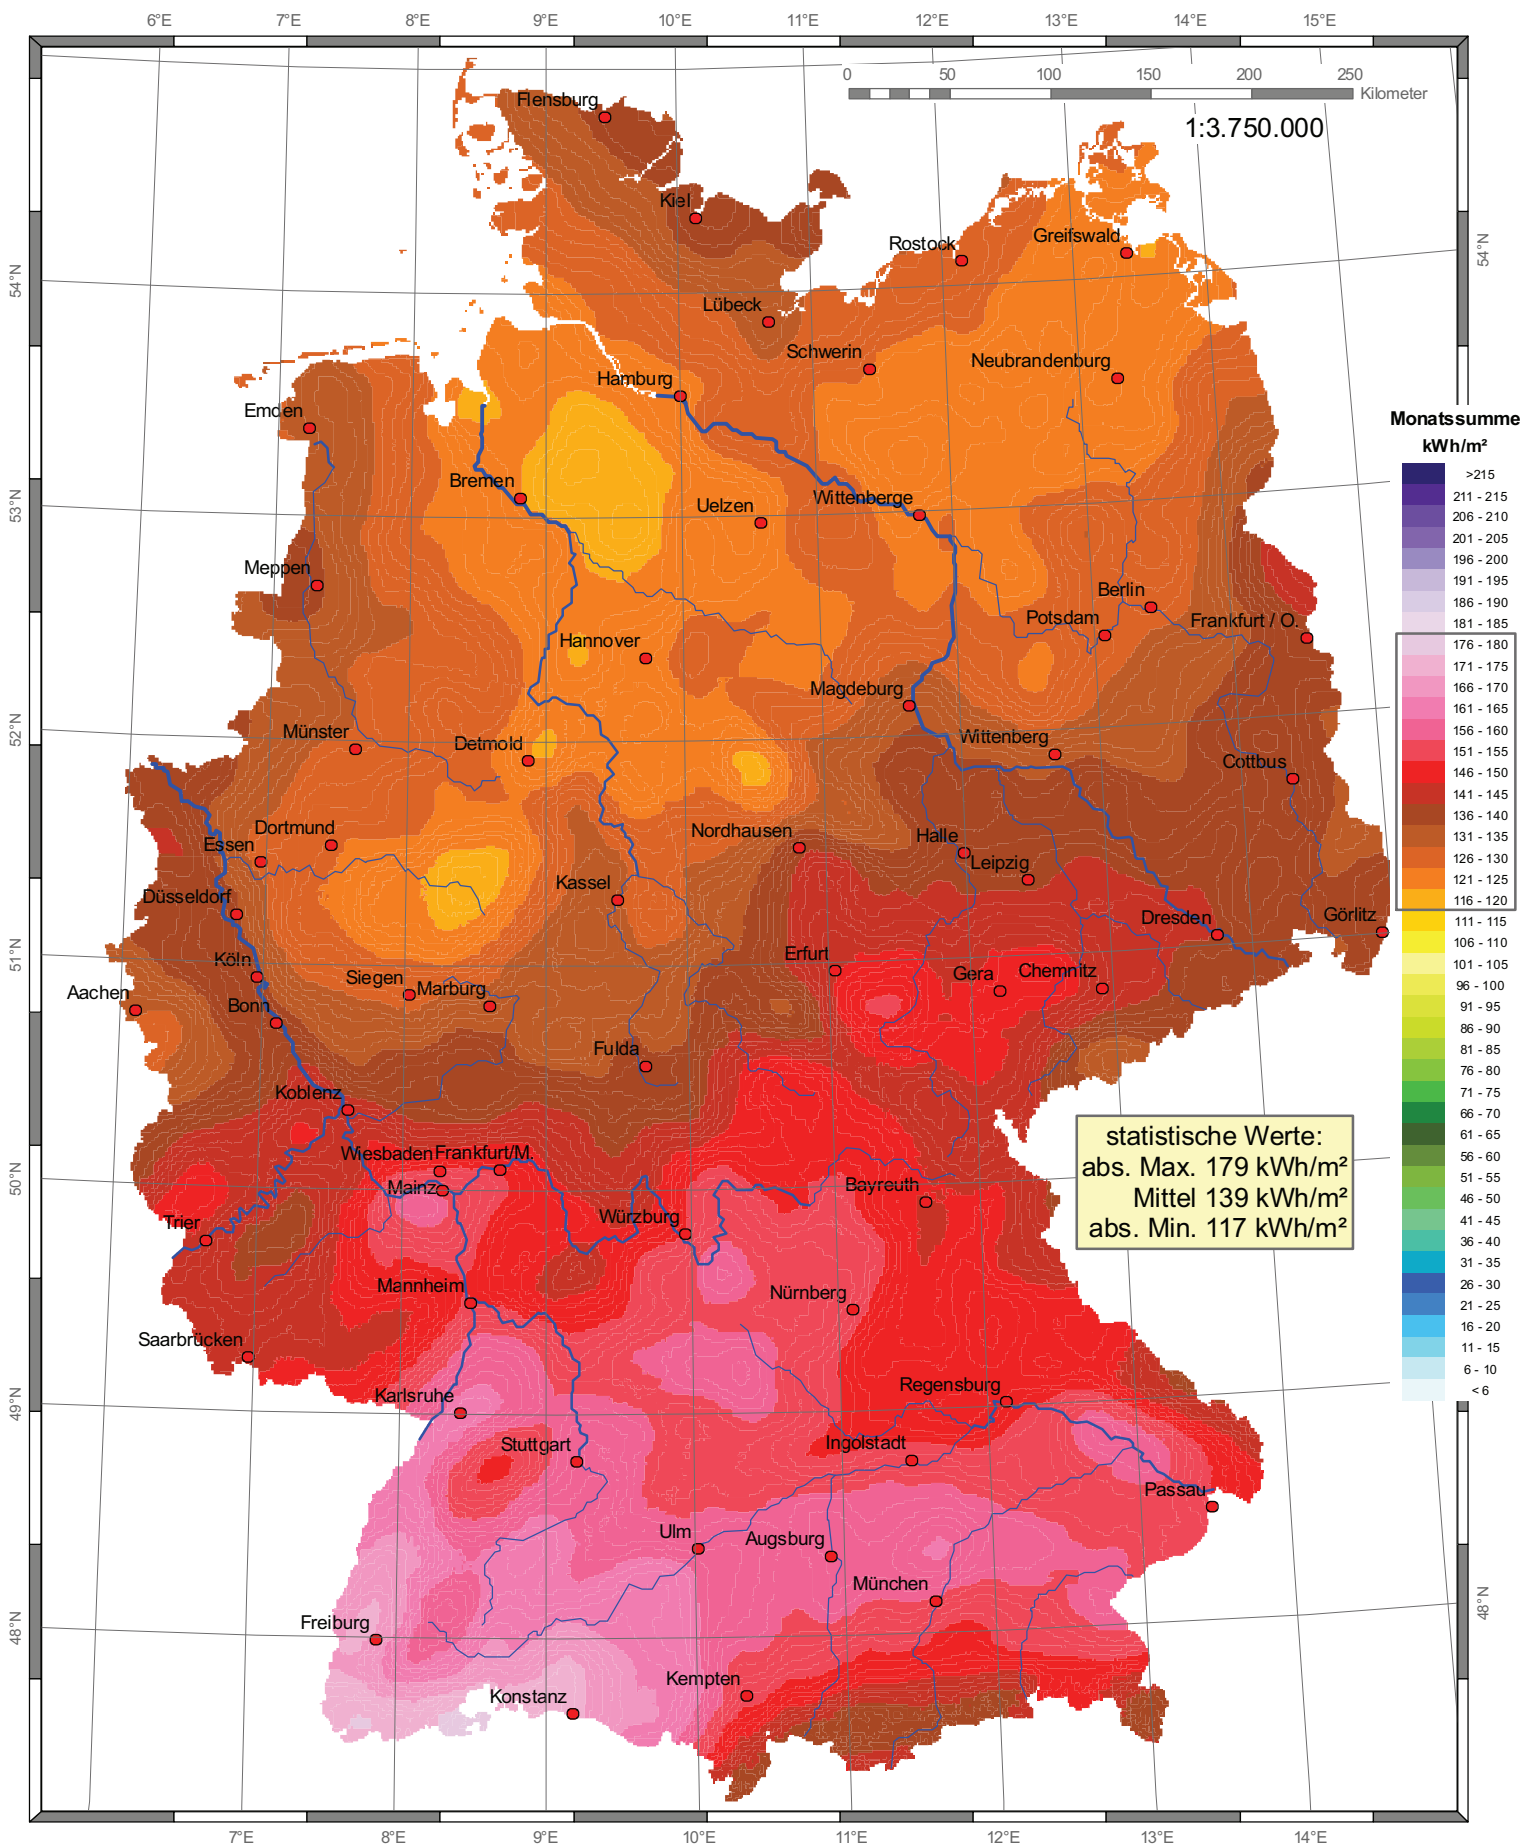 6°E 7°E 8°E 9°E 10°E 11°E 12°E 13°E 14°E 15°E
0 50 100 150 200 250
Kilometer
1:3.750.000
Flensburg
Kiel
Rostock
Greifswald
54°N
54°N
Lübeck
Schwerin
Neubrandenburg
Hamburg
Emden
Bremen
Uelzen
Wittenberge
53°N
Meppen
Berlin
Potsdam
Frankfurt / O.
Hannover
Magdeburg
52°N
Münster
Detmold
Wittenberg
Cottbus
Nordhausen
Halle
Leipzig
Dortmund
Essen
Kassel
Düsseldorf
Dresden
Görlitz
51°N
Köln
Erfurt
Gera
Chemnitz
Siegen
Marburg
Aachen
Bonn
Fulda
Koblenz
50°N
Wiesbaden
Frankfurt/M.
Mainz
Bayreuth
Trier
Würzburg
Mannheim
Nürnberg
Saarbrücken
Karlsruhe
Regensburg
49°N
Stuttgart
Ingolstadt
Passau
Ulm
Augsburg
München
48°N
48°N
Freiburg
Konstanz
Kempten
Monatssumme
kWh/m²
>215
211 - 215
206 - 210
201 - 205
196 - 200
191 - 195
186 - 190
181 - 185
176 - 180
171 - 175
166 - 170
161 - 165
156 - 160
151 - 155
146 - 150
141 - 145
136 - 140
131 - 135
126 - 130
121 - 125
116 - 120
111 - 115
106 - 110
101 - 105
96 - 100
91 - 95
86 - 90
81 - 85
76 - 80
71 - 75
66 - 70
61 - 65
56 - 60
51 - 55
46 - 50
41 - 45
36 - 40
31 - 35
26 - 30
21 - 25
16 - 20
11 - 15
6 - 10
< 6
statistische Werte:
abs. Max. 179 kWh/m²
Mittel 139 kWh/m²
abs. Min. 117 kWh/m²
7°E 8°E 9°E 10°E 11°E 12°E 13°E 14°E